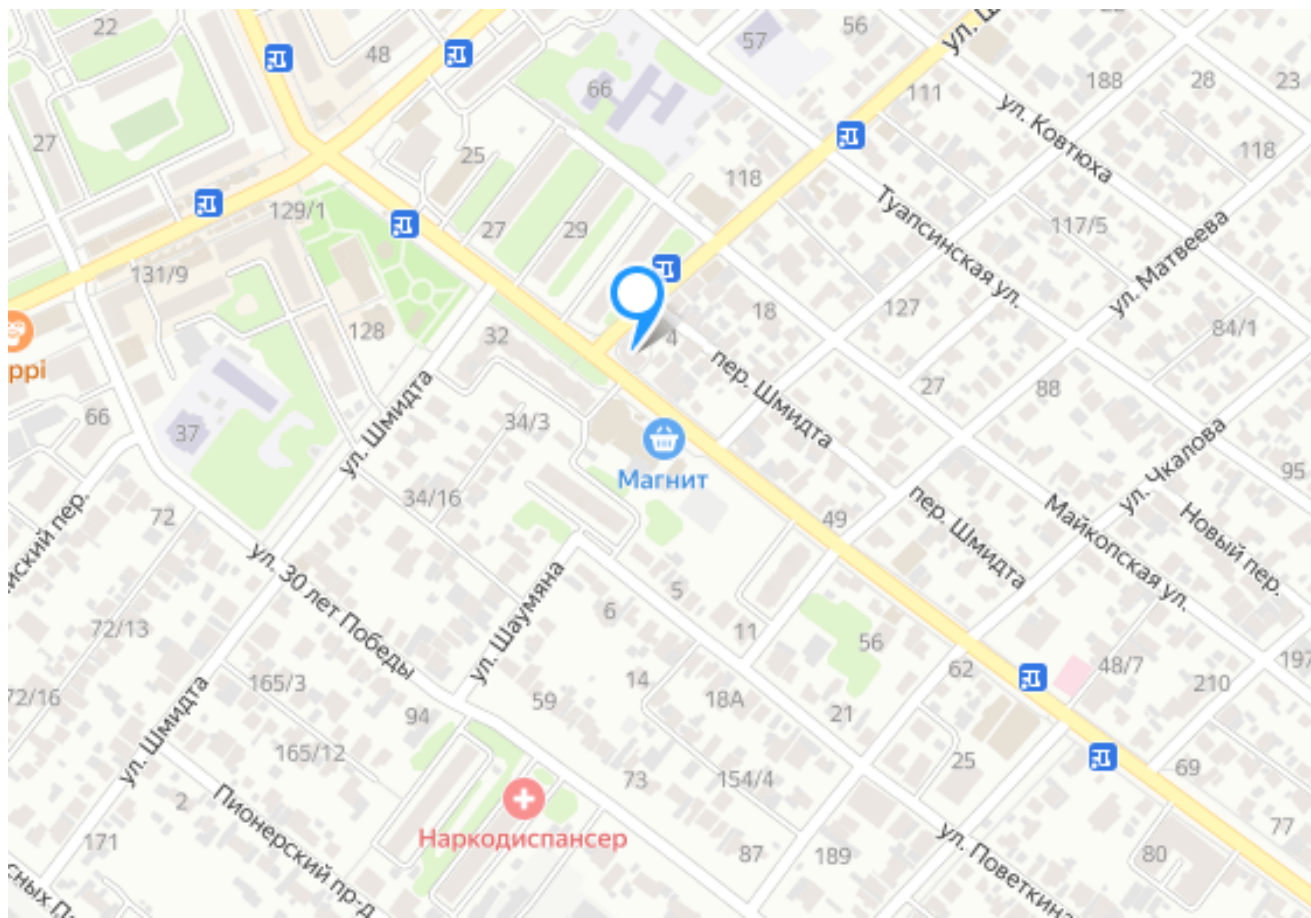 22
48
56
57
ул. Ш
66
111
188
28
23
27
25
ул. Ковтюха
118
118
129/1
27
29
Туапсинская ул.
117/5
ул. Матвеева
131/9
128
32
4
18
127
84/1
ppi
ул. Шмидта
пер. Шмидта
27
88
66
37
34/3
Магнит
ул. Чкалова
95
ский пер.
72
34/16
49
пер. Шмидта
Майкопская ул.
Новый пер.
ул. 30 лет Победы
ул. Шаумяна
5
6
11
56
72/13
72/16
165/3
14
18А
62
48/7
197
210
ул. Шмидта
94
59
21
165/12
73
154/4
25
69
2
Пионерский пр-д
Наркодиспансер
77
171
87
189
ул. Поветкина
80
сных П